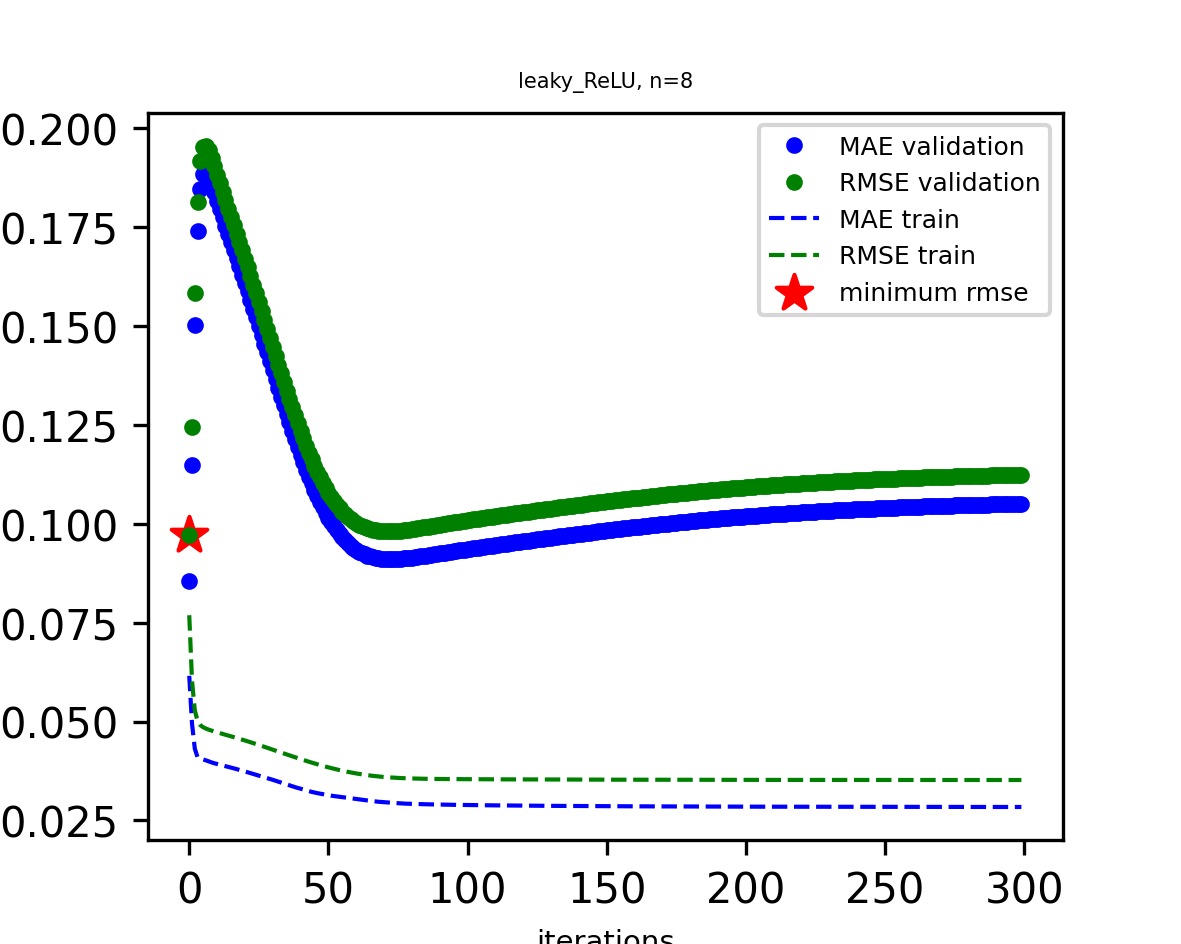 leaky_ReLU, n=8
0.200
0.175
0.150
0.125
0.100
0.075
0.050
0.025
MAE validation
RMSE validation
MAE train
RMSE train
minimum rmse
0 50 100 150 200 250 300
iterations